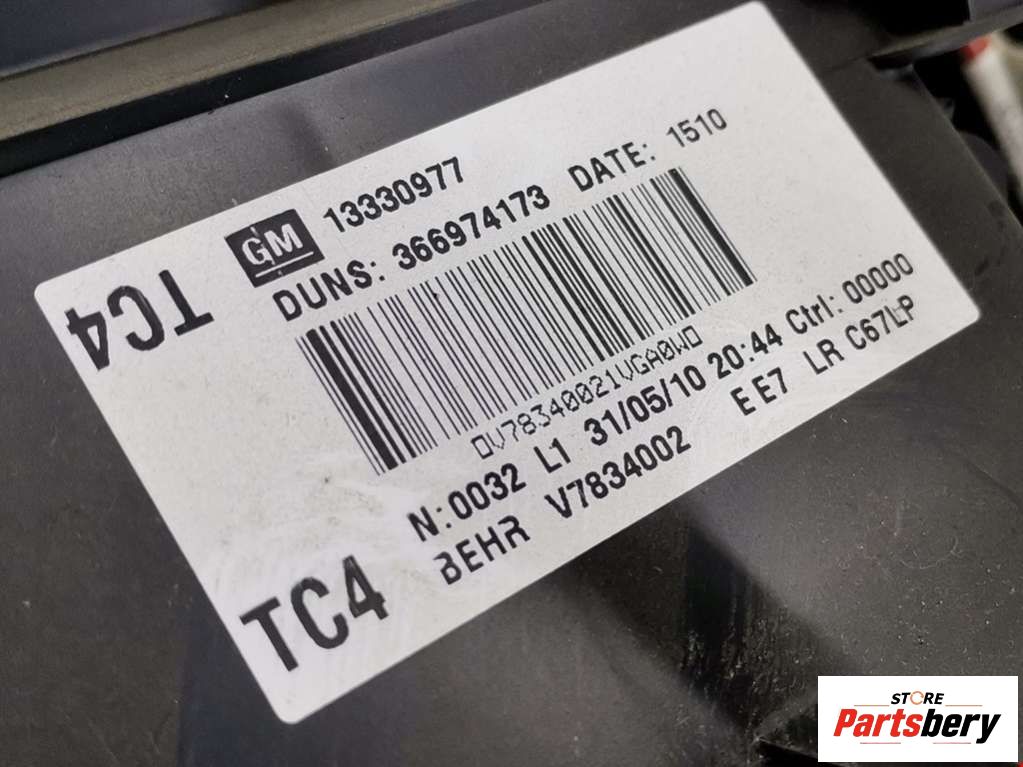 GM 13330977
DUNS: 366974173 DATE: 1510
V78340021VGA0W
N:0032 L1 31/05/10 20:44 Ctrl: 00000
BEHR V7834002 E E7 LR C67LP
TC4
TC4
STORE
Partsbery